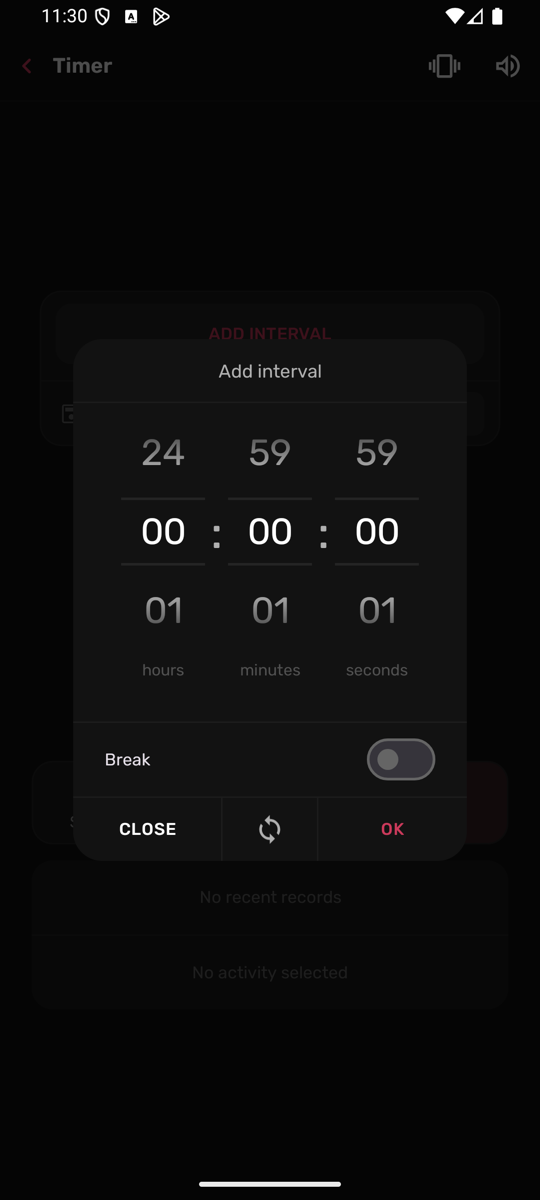 11:30
Timer
ADD INTERVAL
Add interval
24 59 59
00 : 00 : 00
01 01 01
hours minutes seconds
Break
CLOSE OK
No recent records
No activity selected